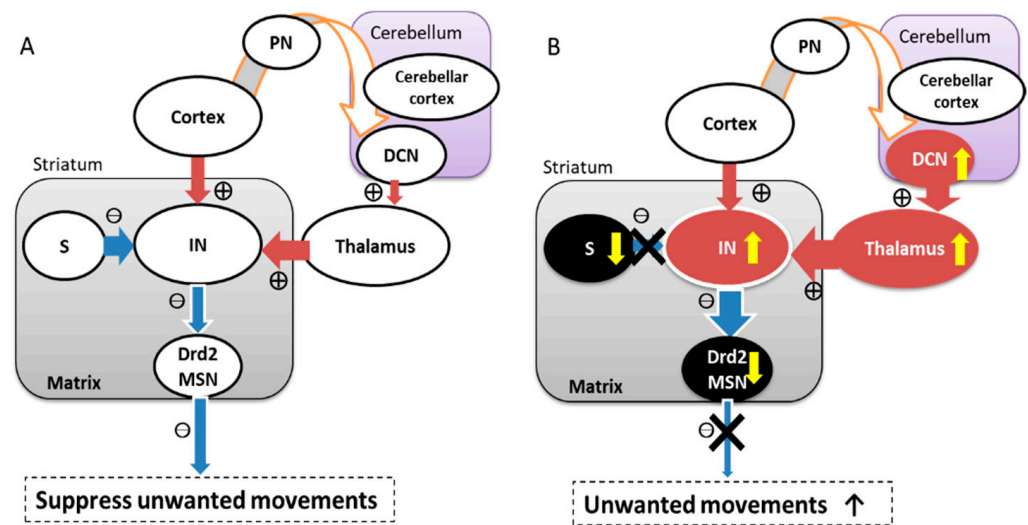 A
PN
Cerebellum
Cerebellar
cortex
Cortex
DCN
Striatum
⊕
⊕
⊖
S
IN
Thalamus
⊕
⊖
Drd2
MSN
Matrix
⊖
Suppress unwanted movements
B
PN
Cerebellum
Cerebellar
cortex
Cortex
DCN
Striatum
⊕
⊕
⊖
S
IN
Thalamus
⊕
⊖
Drd2
MSN
Matrix
⊖
Unwanted movements ↑